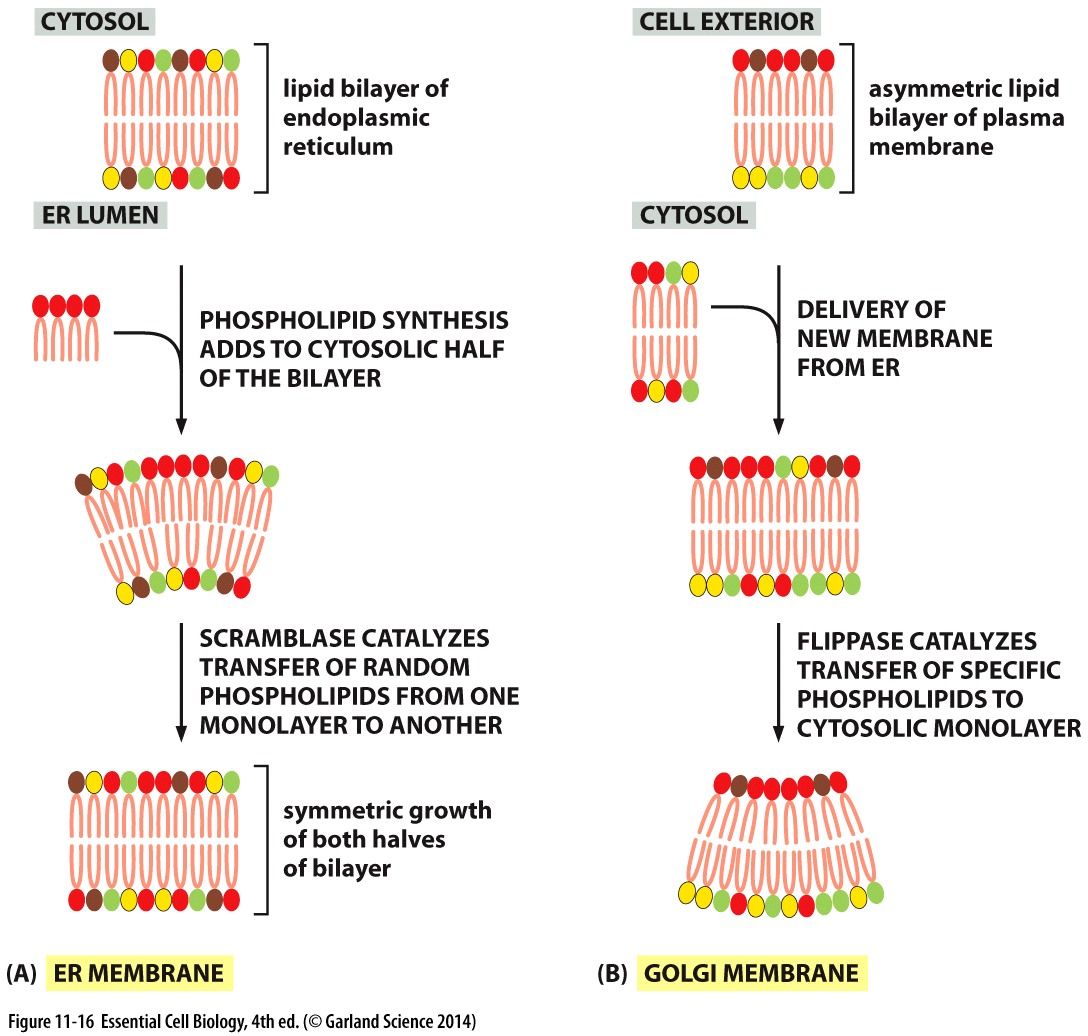 CYTOSOL
lipid bilayer of
endoplasmic
reticulum
ER LUMEN
PHOSPHOLIPID SYNTHESIS
ADDS TO CYTOSOLIC HALF
OF THE BILAYER
SCRAMBLASE CATALYZES
TRANSFER OF RANDOM
PHOSPHOLIPIDS FROM ONE
MONOLAYER TO ANOTHER
symmetric growth
of both halves
of bilayer
(A) ER MEMBRANE
CELL EXTERIOR
asymmetric lipid
bilayer of plasma
membrane
CYTOSOL
DELIVERY OF
NEW MEMBRANE
FROM ER
FLIPPASE CATALYZES
TRANSFER OF SPECIFIC
PHOSPHOLIPIDS TO
CYTOSOLIC MONOLAYER
(B) GOLGI MEMBRANE
Figure 11-16 Essential Cell Biology, 4th ed. (© Garland Science 2014)